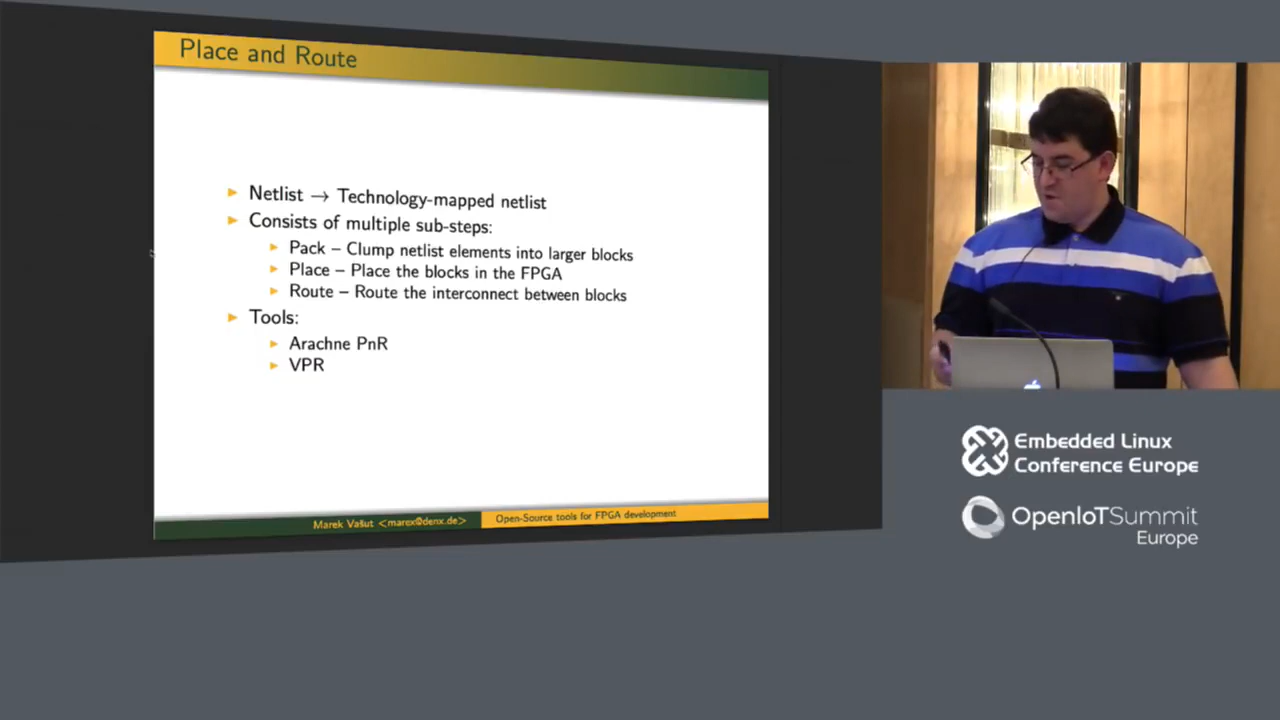 Place and Route
Netlist → Technology-mapped netlist
Consists of multiple sub-steps:
Pack – Clump netlist elements into larger blocks
Place – Place the blocks in the FPGA
Route – Route the interconnect between blocks
Tools:
Arachne PnR
VPR
Marek Vašut <marex@denx.de>
Open-Source tools for FPGA development
Embedded Linux
Conference Europe
OpenIoTSummit
Europe